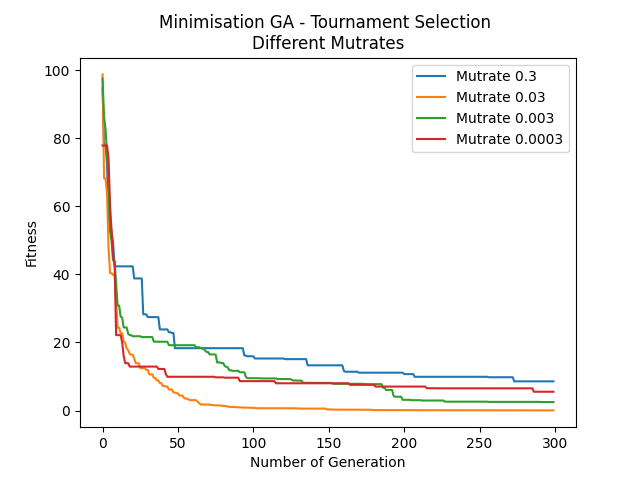 Minimisation GA - Tournament Selection
Different Mutrates
Mutrate 0.3
Mutrate 0.03
Mutrate 0.003
Mutrate 0.0003
Fitness
100
80
60
40
20
0
0 50 100 150 200 250 300
Number of Generation